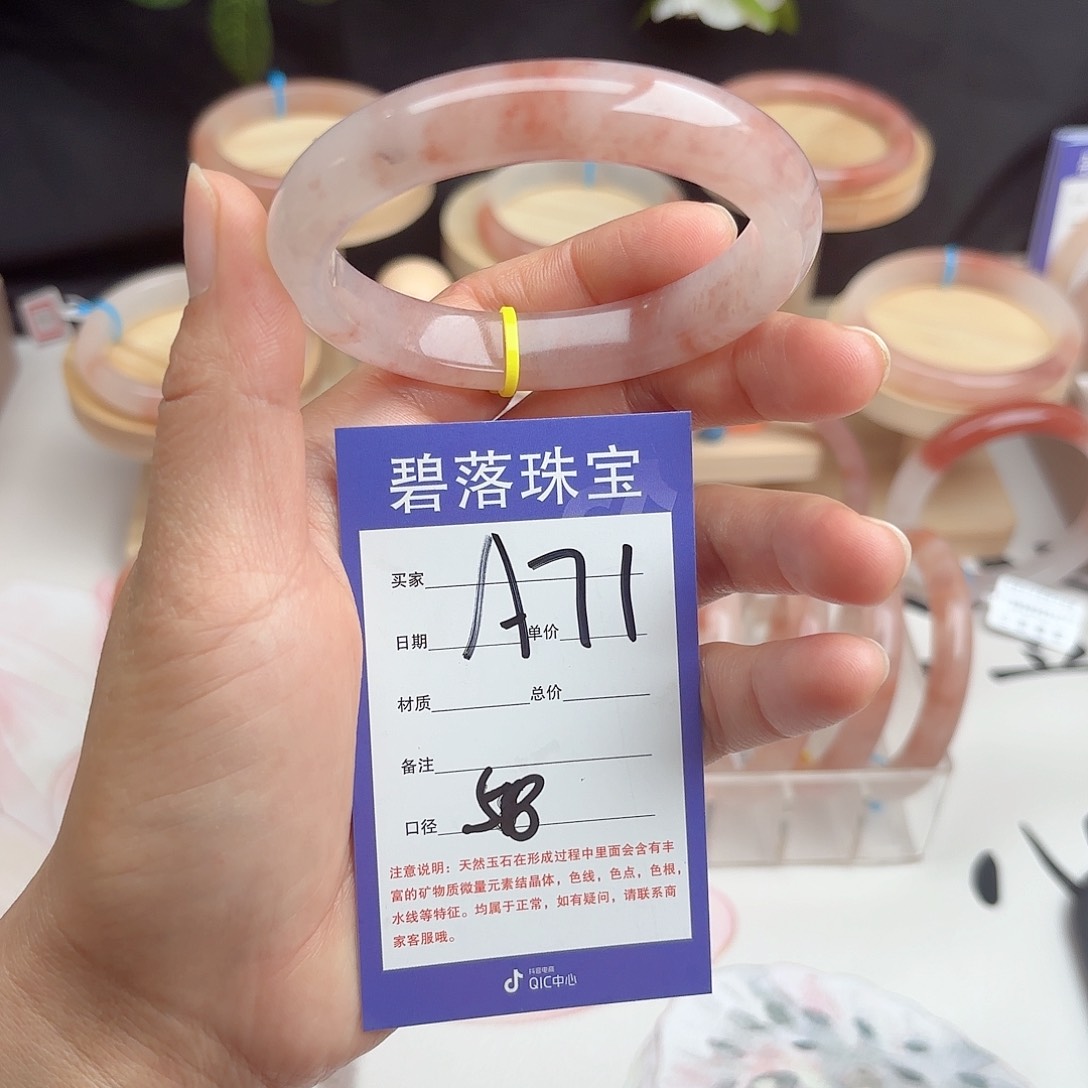 碧落珠宝
买家 A71
日期 单价
材质 总价
备注
口径 58
注意说明：天然玉石在形成过程中里面会含有丰
富的矿物质微量元素结晶体，色线，色点，色根，
水线等特征。均属于正常，如有疑问，请联系商
家客服哦。
抖音电商
QIC中心